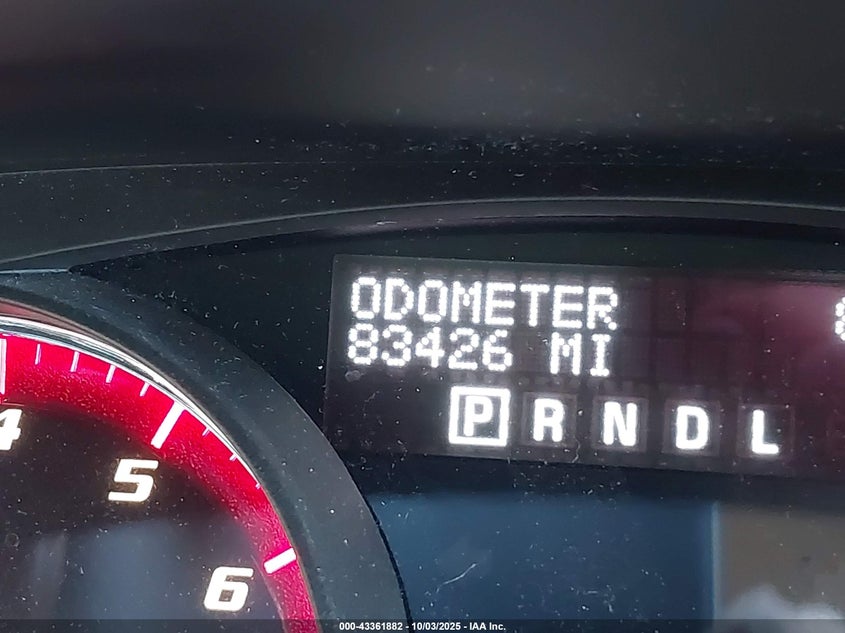 ODOMETER
83426 MI
P R N D L
4
5
6
000-43361882 - 10/03/2025 - IAA Inc.